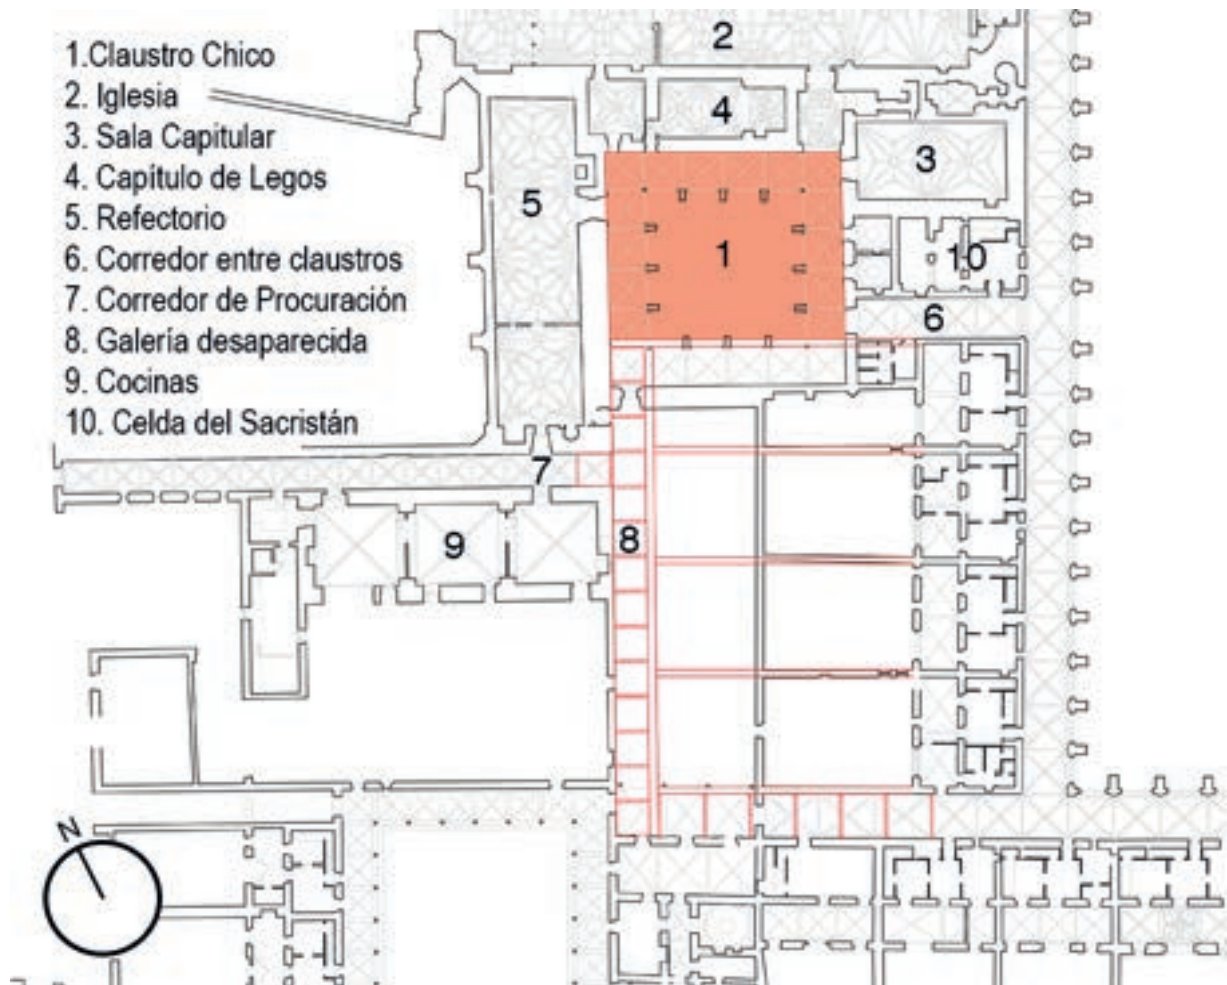 1.Claustro Chico
2. Iglesia
3. Sala Capitular
4. Capítulo de Legos
5. Refectorio
6. Corredor entre claustros
7. Corredor de Procuración
8. Galería desaparecida
9. Cocinas
10. Celda del Sacristán
2
4
3
5
1
10
6
7
8
9
N